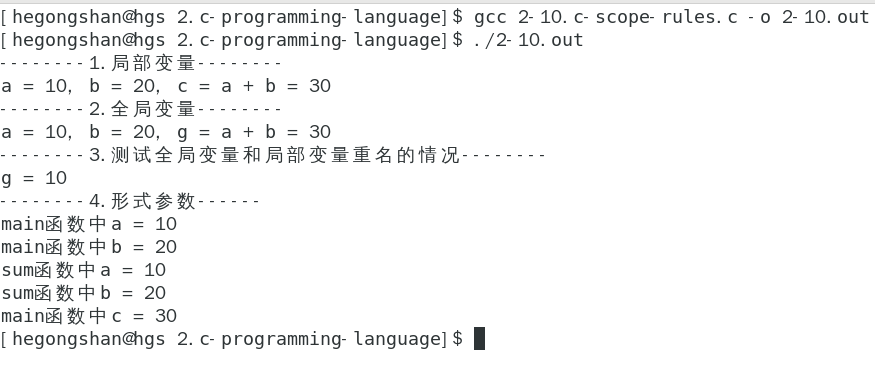 [hegongshan@hgs 2.c-programming-language]$ gcc 2-10.c-scope-rules.c -o 2-10.out
[hegongshan@hgs 2.c-programming-language]$ ./2-10.out
--------1.局部变量--------
a = 10, b = 20, c = a + b = 30
--------2.全局变量--------
a = 10, b = 20, g = a + b = 30
--------3.测试全局变量和局部变量重名的情况--------
g = 10
--------4.形式参数------
main函数中a = 10
main函数中b = 20
sum函数中a = 10
sum函数中b = 20
main函数中c = 30
[hegongshan@hgs 2.c-programming-language]$